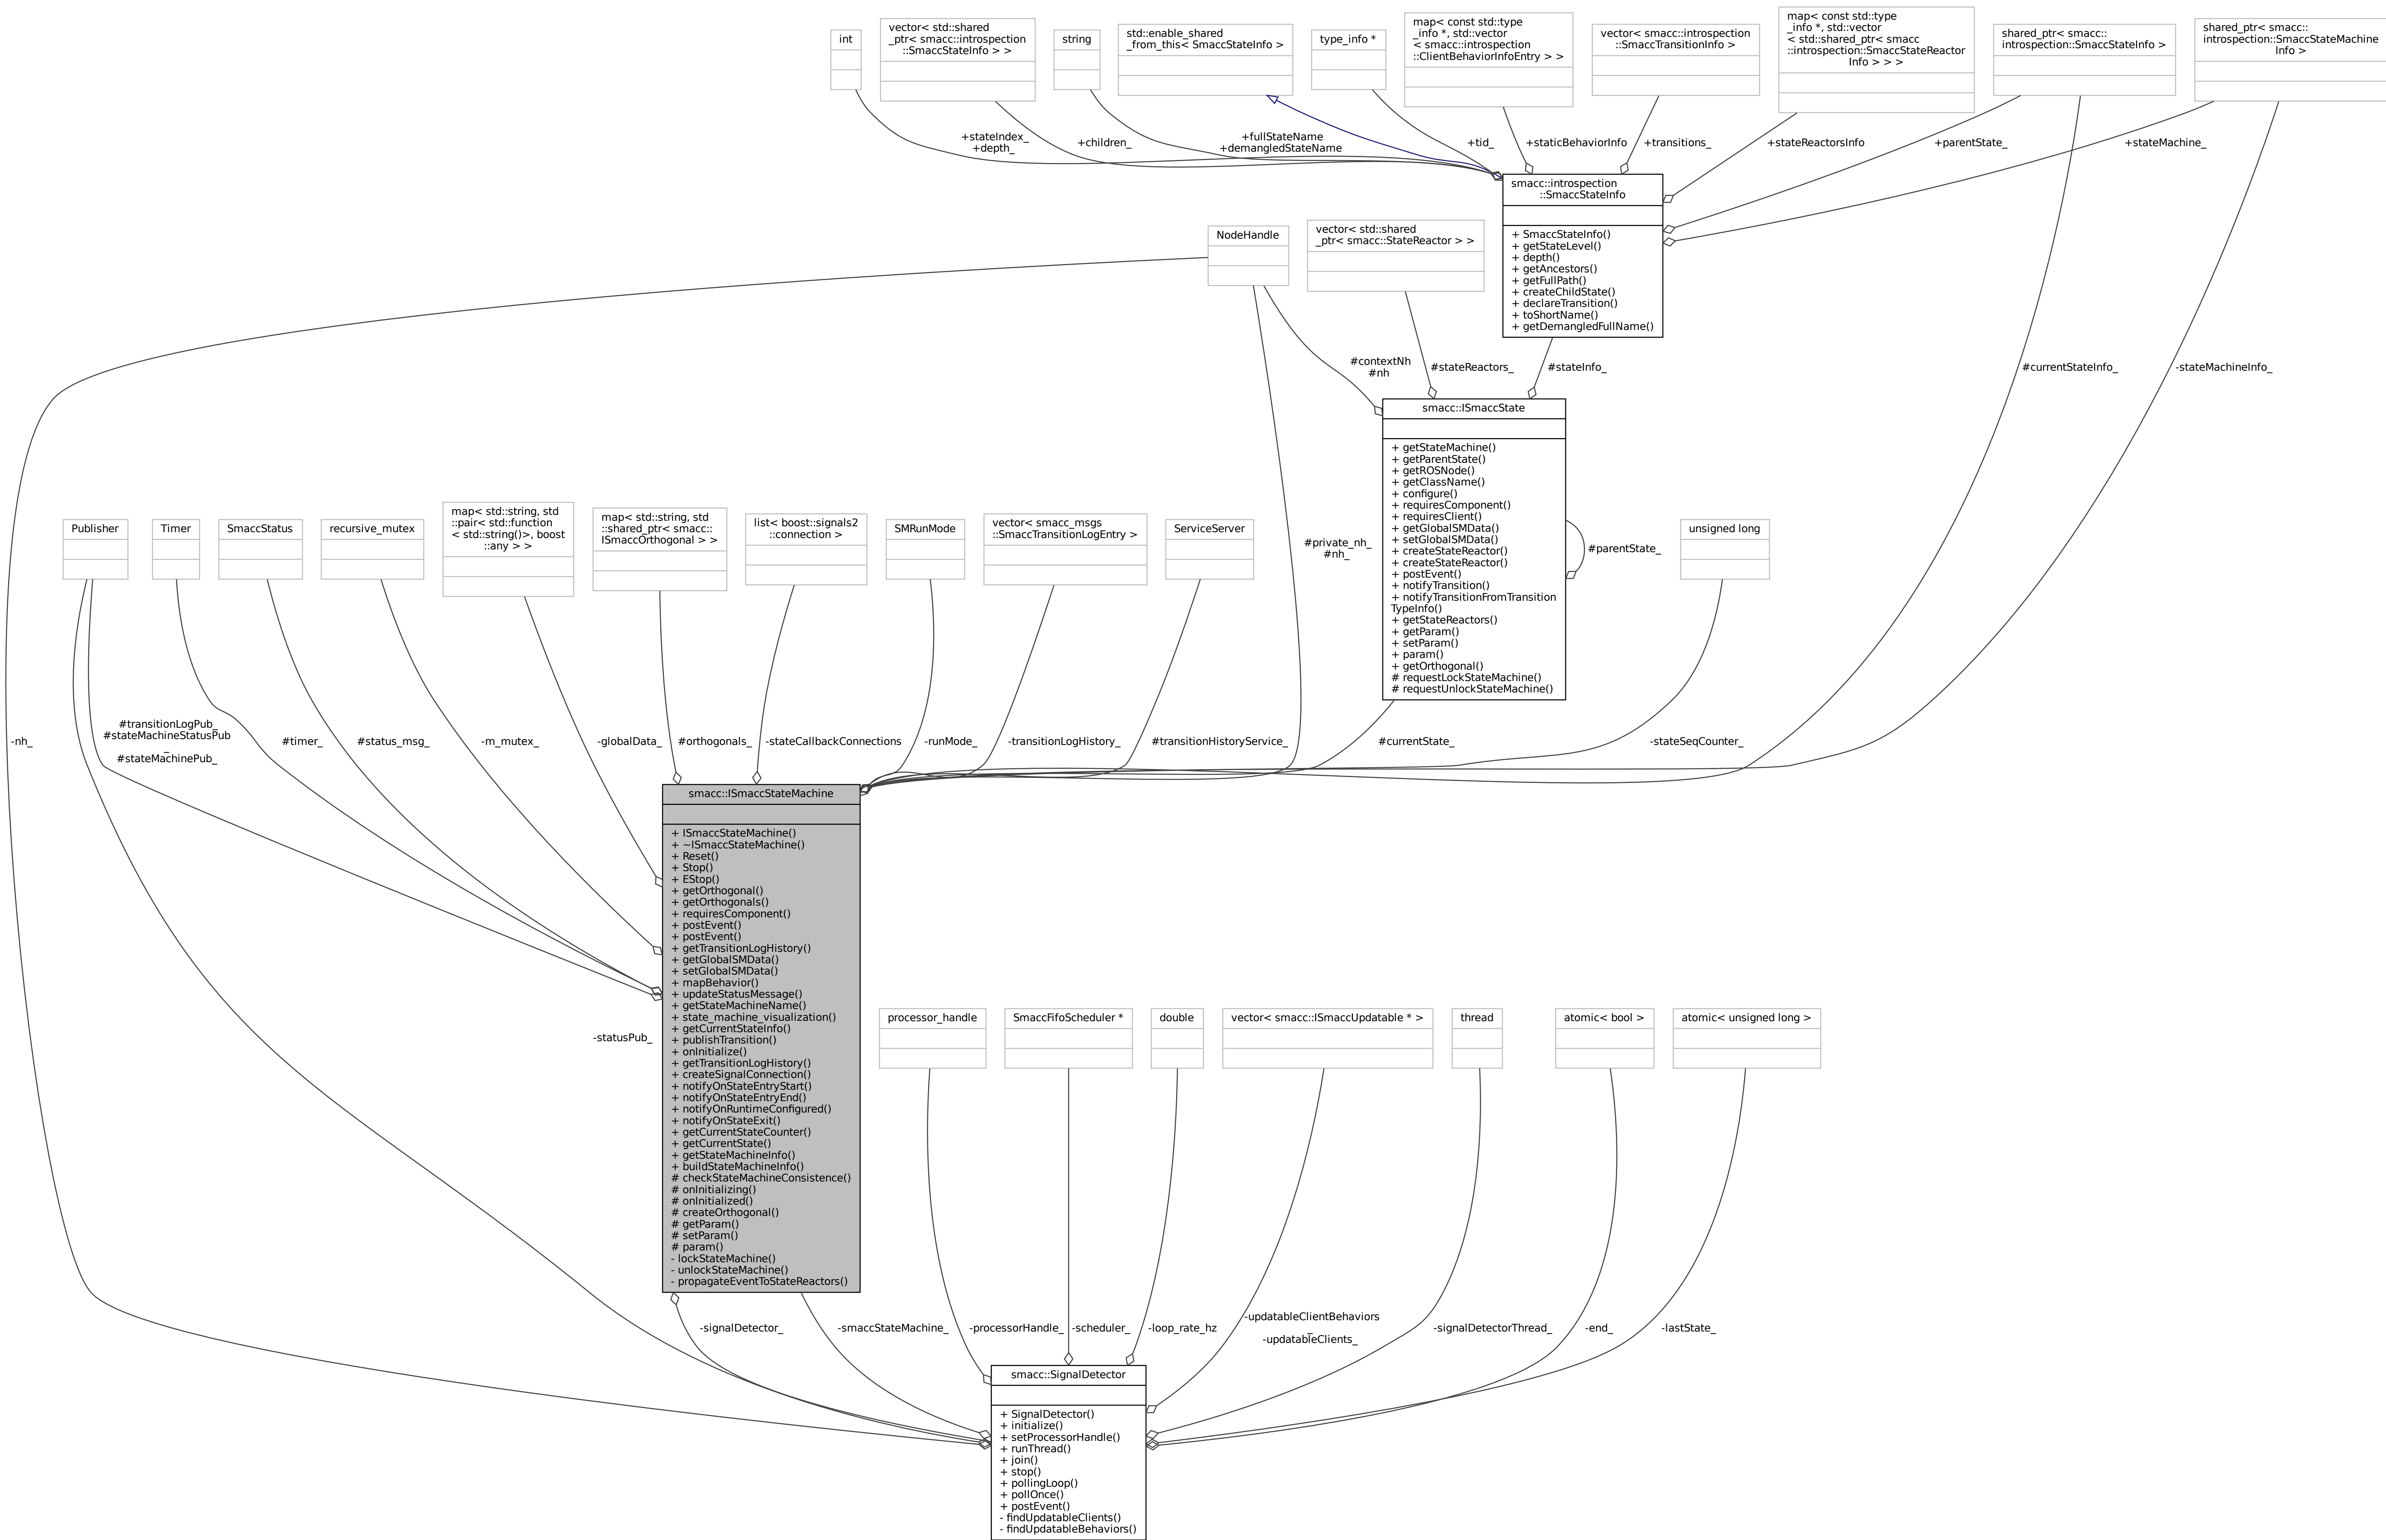 int
vector< std::shared
_ptr< smacc::introspection
::SmaccStateInfo > >
string
std::enable_shared
_from_this< SmaccStateInfo >
type_info *
map< const std::type
_info *, std::vector
< smacc::introspection
::ClientBehaviorInfoEntry > >
vector< smacc::introspection
::SmaccTransitionInfo >
map< const std::type
_info *, std::vector
< std::shared_ptr< smacc
::introspection::SmaccStateReactor
Info > > >
shared_ptr< smacc::
introspection::SmaccStateInfo >
shared_ptr< smacc::
introspection::SmaccStateMachine
Info >
+stateIndex_
+depth_
+children_
+fullStateName
+demangledStateName
+tid_
+staticBehaviorInfo
+transitions_
+stateReactorsInfo
+parentState_
+stateMachine_
smacc::introspection
::SmaccStateInfo
+ SmaccStateInfo()
+ getStateLevel()
+ depth()
+ getAncestors()
+ getFullPath()
+ createChildState()
+ declareTransition()
+ toShortName()
+ getDemangledFullName()
NodeHandle
vector< std::shared
_ptr< smacc::StateReactor > >
#contextNh
#nh
#stateReactors_
#stateInfo_
#currentStateInfo_
-stateMachineInfo_
smacc::ISmaccState
+ getStateMachine()
+ getParentState()
+ getROSNode()
+ getClassName()
+ configure()
+ requiresComponent()
+ requiresClient()
+ getGlobalSMData()
+ setGlobalSMData()
+ createStateReactor()
+ createStateReactor()
+ postEvent()
+ notifyTransition()
+ notifyTransitionFromTransition
TypeInfo()
+ getStateReactors()
+ getParam()
+ setParam()
+ param()
+ getOrthogonal()
# requestLockStateMachine()
# requestUnlockStateMachine()
#parentState_
Publisher
Timer
SmaccStatus
recursive_mutex
map< std::string, std
::pair< std::function
< std::string()>, boost
::any > >
map< std::string, std
::shared_ptr< smacc::
ISmaccOrthogonal > >
list< boost::signals2
::connection >
SMRunMode
vector< smacc_msgs
::SmaccTransitionLogEntry >
ServiceServer
#private_nh_
#nh_
unsigned long
-nh_
#transitionLogPub_
#stateMachineStatusPub
_
#stateMachinePub_
#timer_
#status_msg_
-m_mutex_
-globalData_
#orthogonals_
-stateCallbackConnections
-runMode_
-transitionLogHistory_
#transitionHistoryService_
#currentState_
-stateSeqCounter_
smacc::ISmaccStateMachine
+ ISmaccStateMachine()
+ ~ISmaccStateMachine()
+ Reset()
+ Stop()
+ EStop()
+ getOrthogonal()
+ getOrthogonals()
+ requiresComponent()
+ postEvent()
+ postEvent()
+ getTransitionLogHistory()
+ getGlobalSMData()
+ setGlobalSMData()
+ mapBehavior()
+ updateStatusMessage()
+ getStateMachineName()
+ state_machine_visualization()
+ getCurrentStateInfo()
+ publishTransition()
+ onInitialize()
+ getTransitionLogHistory()
+ createSignalConnection()
+ notifyOnStateEntryStart()
+ notifyOnStateEntryEnd()
+ notifyOnRuntimeConfigured()
+ notifyOnStateExit()
+ getCurrentStateCounter()
+ getCurrentState()
+ getStateMachineInfo()
+ buildStateMachineInfo()
# checkStateMachineConsistence()
# onInitializing()
# onInitialized()
# createOrthogonal()
# getParam()
# setParam()
# param()
- lockStateMachine()
- unlockStateMachine()
- propagateEventToStateReactors()
-statusPub_
processor_handle
SmaccFifoScheduler *
double
vector< smacc::ISmaccUpdatable * >
thread
atomic< bool >
atomic< unsigned long >
-signalDetector_
-smaccStateMachine_
-processorHandle_
-scheduler_
-loop_rate_hz
-updatableClientBehaviors
_
-updatableClients_
-signalDetectorThread_
-end_
-lastState_
smacc::SignalDetector
+ SignalDetector()
+ initialize()
+ setProcessorHandle()
+ runThread()
+ join()
+ stop()
+ pollingLoop()
+ pollOnce()
+ postEvent()
- findUpdatableClients()
- findUpdatableBehaviors()